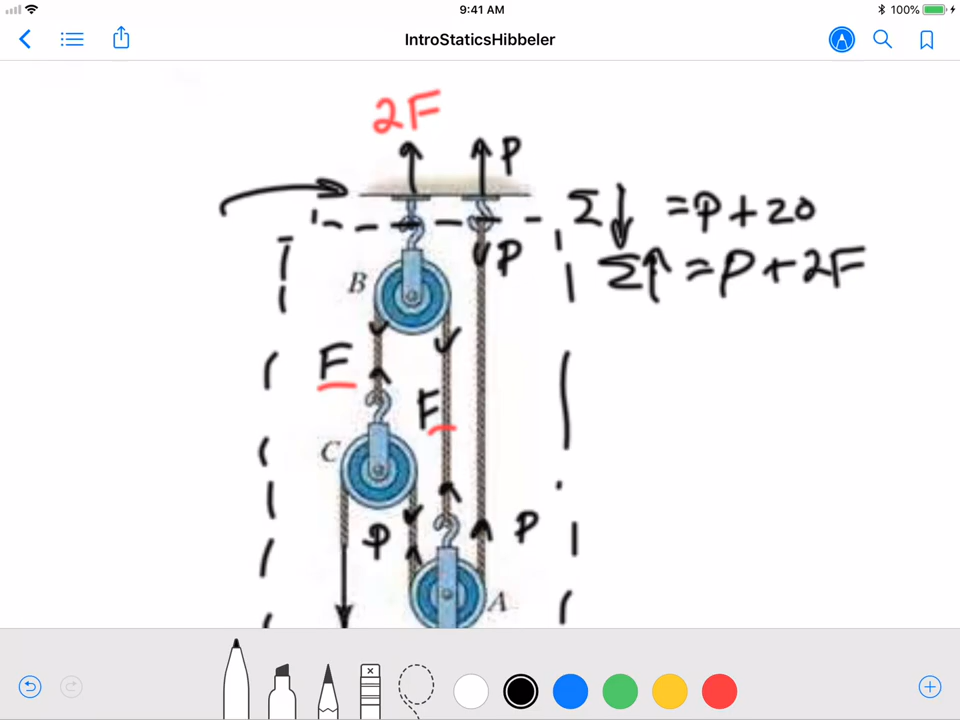 9:41 AM
100%
IntroStaticsHibbeler
2F
P
Σ↓ = P + 20
P
Σ↑ = P + 2F
B
F
F
C
P
P
A